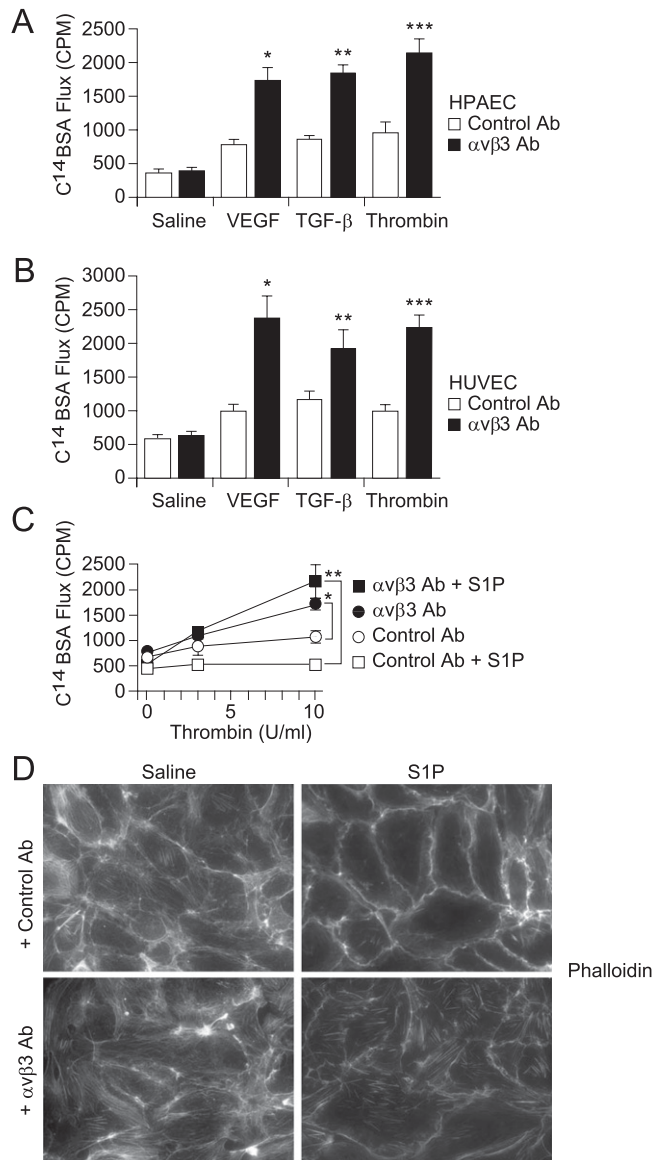 A
C14 BSA Flux (CPM)
2500
2000
1500
1000
500
0
* ** ***
Saline VEGF TGF-β Thrombin
HPAEC
Control Ab
αvβ3 Ab
B
C14 BSA Flux (CPM)
3000
2500
2000
1500
1000
500
0
* ** ***
Saline VEGF TGF-β Thrombin
HUVEC
Control Ab
αvβ3 Ab
C
C14 BSA Flux (CPM)
2500
2000
1500
1000
500
0
**
*
0 5 10
Thrombin (U/ml)
αvβ3 Ab + S1P
αvβ3 Ab
Control Ab
Control Ab + S1P
D
Saline S1P
+ Control Ab
+ αvβ3 Ab
Phalloidin